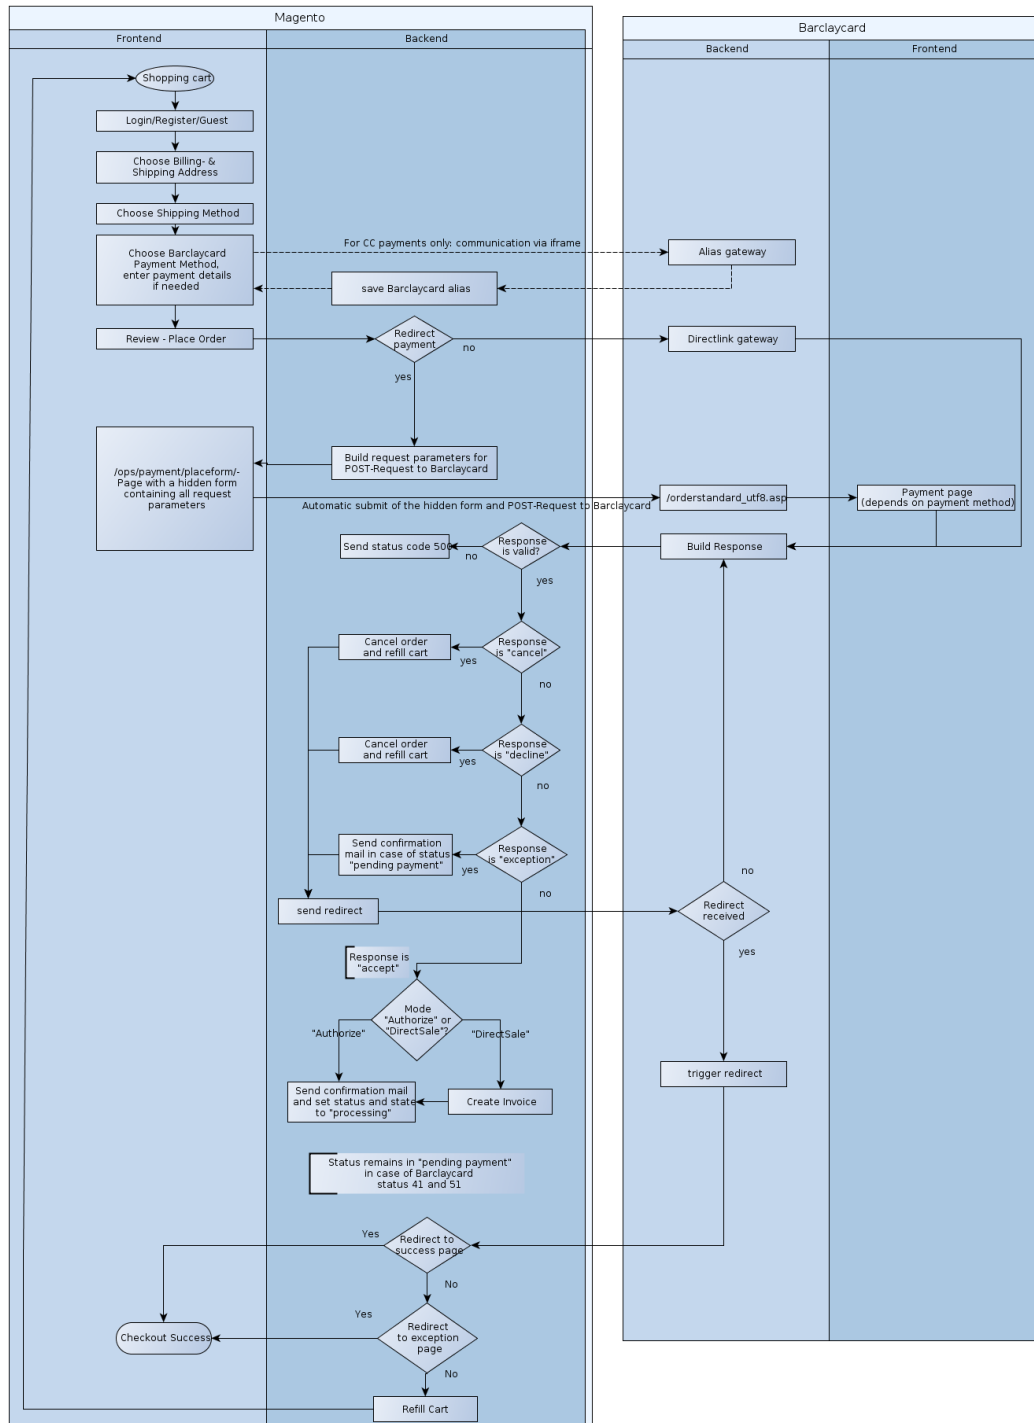 Magento
Barclaycard
Frontend
Backend
Backend
Frontend
Shopping cart
Login/Register/Guest
Choose Billing- &
Shipping Address
Choose Shipping Method
Choose Barclaycard
Payment Method,
enter payment details
if needed
For CC payments only: communication via iframe
Alias gateway
save Barclaycard alias
Review - Place Order
Redirect
payment
no
yes
Directlink gateway
/ops/payment/placeform/-
Page with a hidden form
containing all request
parameters
Build request parameters for
POST-Request to Barclaycard
Automatic submit of the hidden form and POST-Request to Barclaycard
/orderstandard_utf8.asp
Payment page
(depends on payment method)
Send status code 500
no
Response
is valid?
yes
Build Response
Cancel order
and refill cart
yes
Response
is "cancel"
no
Cancel order
and refill cart
yes
Response
is "decline"
no
Send confirmation
mail in case of status
"pending payment"
yes
Response
is "exception"
no
send redirect
no
Redirect
received
yes
Response is
"accept"
Mode
"Authorize" or
"DirectSale"?
"Authorize"
"DirectSale"
Send confirmation mail
and set status and state
to "processing"
Create Invoice
trigger redirect
Status remains in "pending payment"
in case of Barclaycard
status 41 and 51
Yes
Redirect to
success page
No
Yes
Redirect
to exception
page
Checkout Success
No
Refill Cart